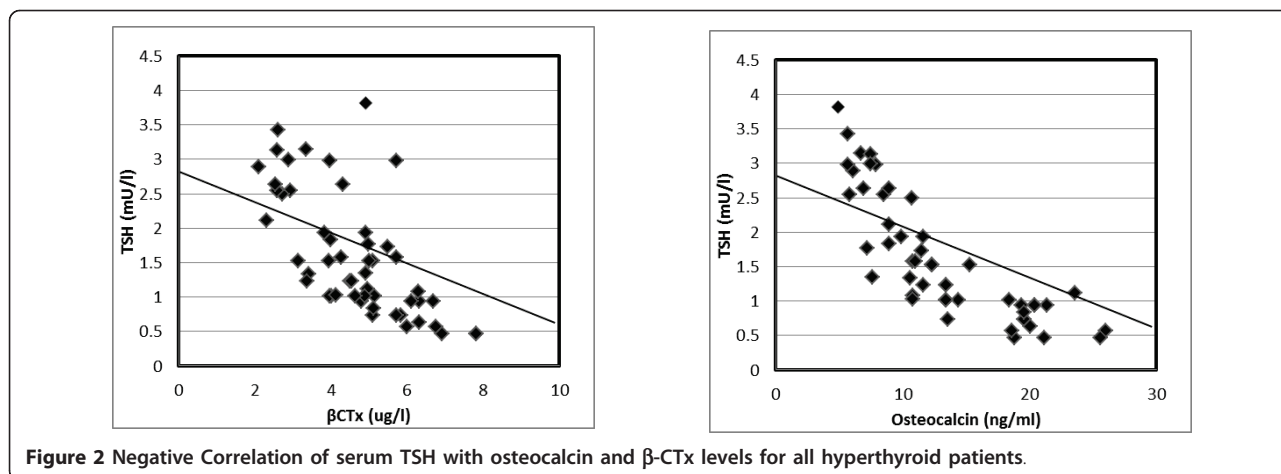 4.5
4
3.5
3
2.5
2
1.5
1
0.5
0
TSH (mU/l)
0 2 4 6 8 10
βCTx (ug/l)
4.5
4
3.5
3
2.5
2
1.5
1
0.5
0
TSH (mU/l)
0 10 20 30
Osteocalcin (ng/ml)
Figure 2 Negative Correlation of serum TSH with osteocalcin and β-CTx levels for all hyperthyroid patients.